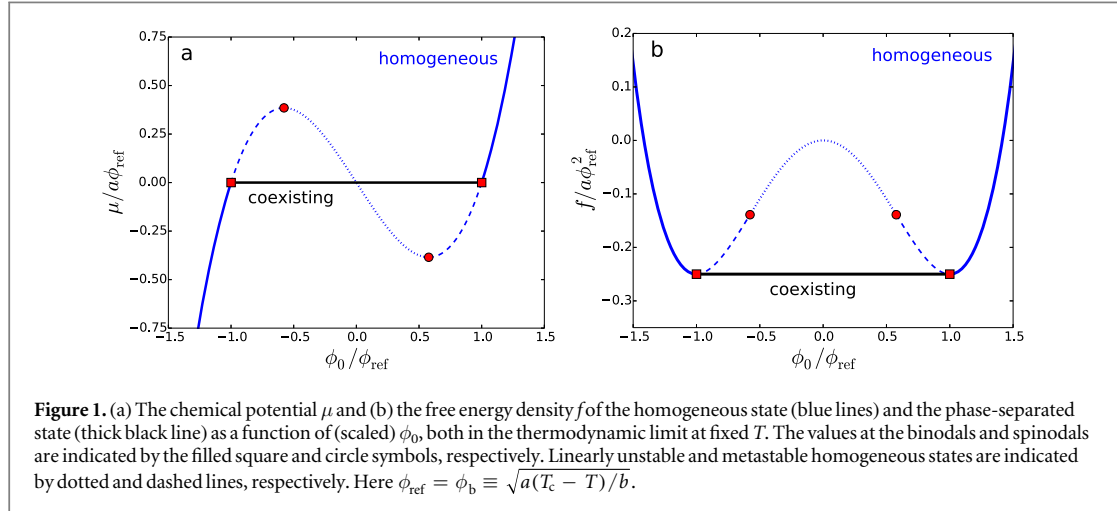 a
homogeneous
coexisting
0.75
0.50
0.25
0.00
−0.25
−0.50
−0.75
−1.5 −1.0 −0.5 0.0 0.5 1.0 1.5
μ/aϕref
ϕ0/ϕref
b
homogeneous
coexisting
0.2
0.1
0.0
−0.1
−0.2
−0.3
−1.5 −1.0 −0.5 0.0 0.5 1.0 1.5
f/aϕ²ref
ϕ0/ϕref
Figure 1. (a) The chemical potential μ and (b) the free energy density f of the homogeneous state (blue lines) and the phase-separated
state (thick black line) as a function of (scaled) ϕ0, both in the thermodynamic limit at fixed T. The values at the binodals and spinodals
are indicated by the filled square and circle symbols, respectively. Linearly unstable and metastable homogeneous states are indicated
by dotted and dashed lines, respectively. Here ϕref = ϕb ≡ √a(Tc − T)/b.